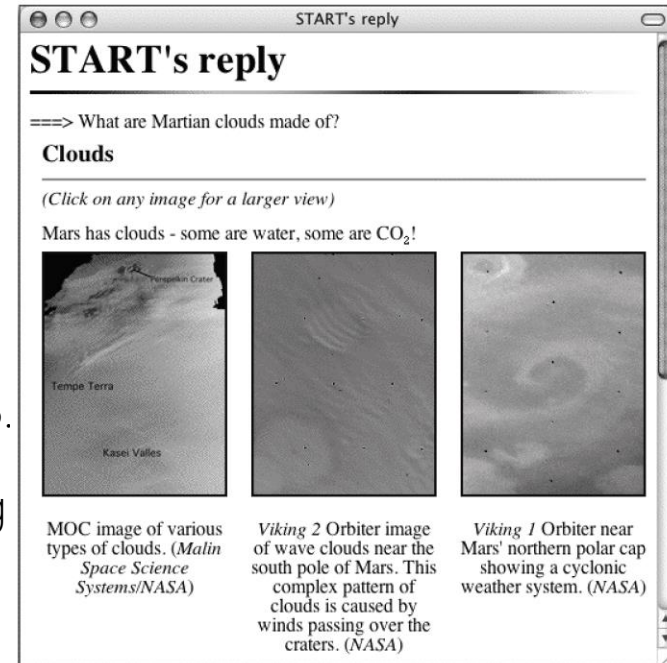 START's reply
START's reply
===> What are Martian clouds made of?
Clouds
(Click on any image for a larger view)
Mars has clouds - some are water, some are CO₂!
Perepelkin Crater
Tempe Terra
Kasei Valles
MOC image of various
types of clouds. (Malin
Space Science
Systems/NASA)
Viking 2 Orbiter image
of wave clouds near the
south pole of Mars. This
complex pattern of
clouds is caused by
winds passing over the
craters. (NASA)
Viking 1 Orbiter near
Mars' northern polar cap
showing a cyclonic
weather system. (NASA)